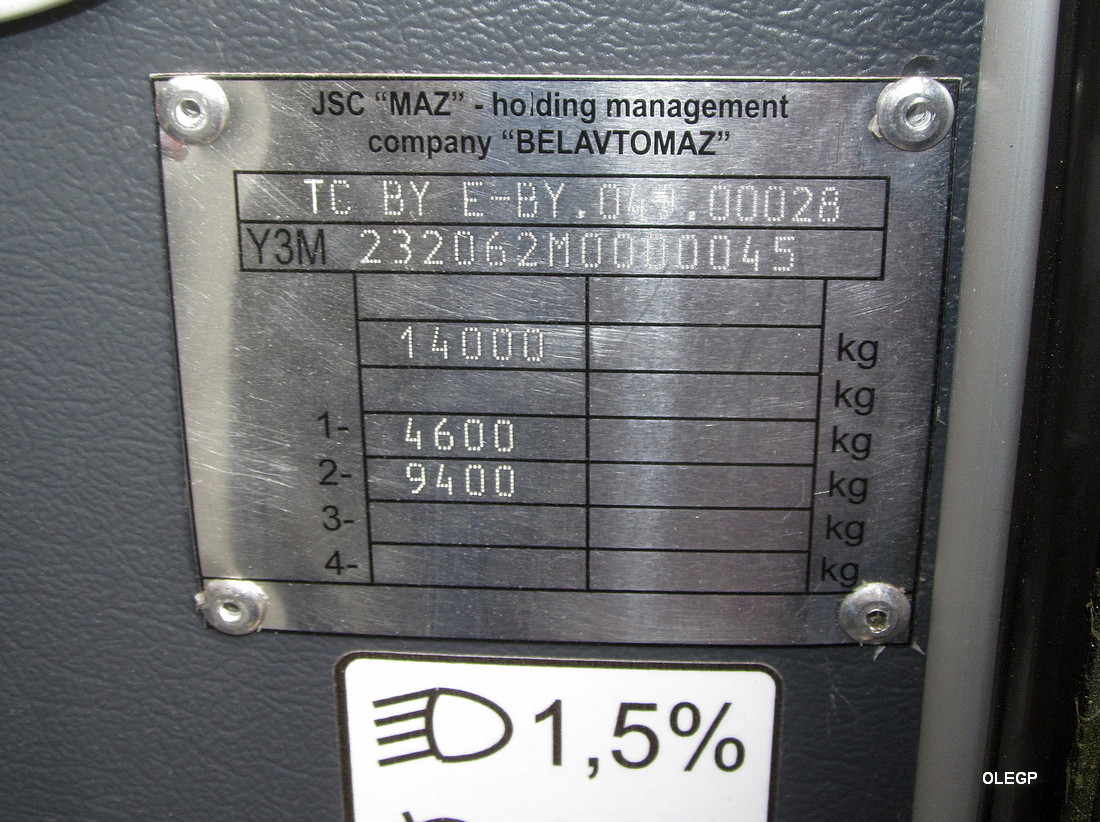 JSC “MAZ” - holding management
company “BELAVTOMAZ”
TC BY E-BY.049.00028
Y3M 232062M0000045
14000 kg
kg
1- 4600 kg
2- 9400 kg
3- kg
4- kg
1,5%
OLEGP